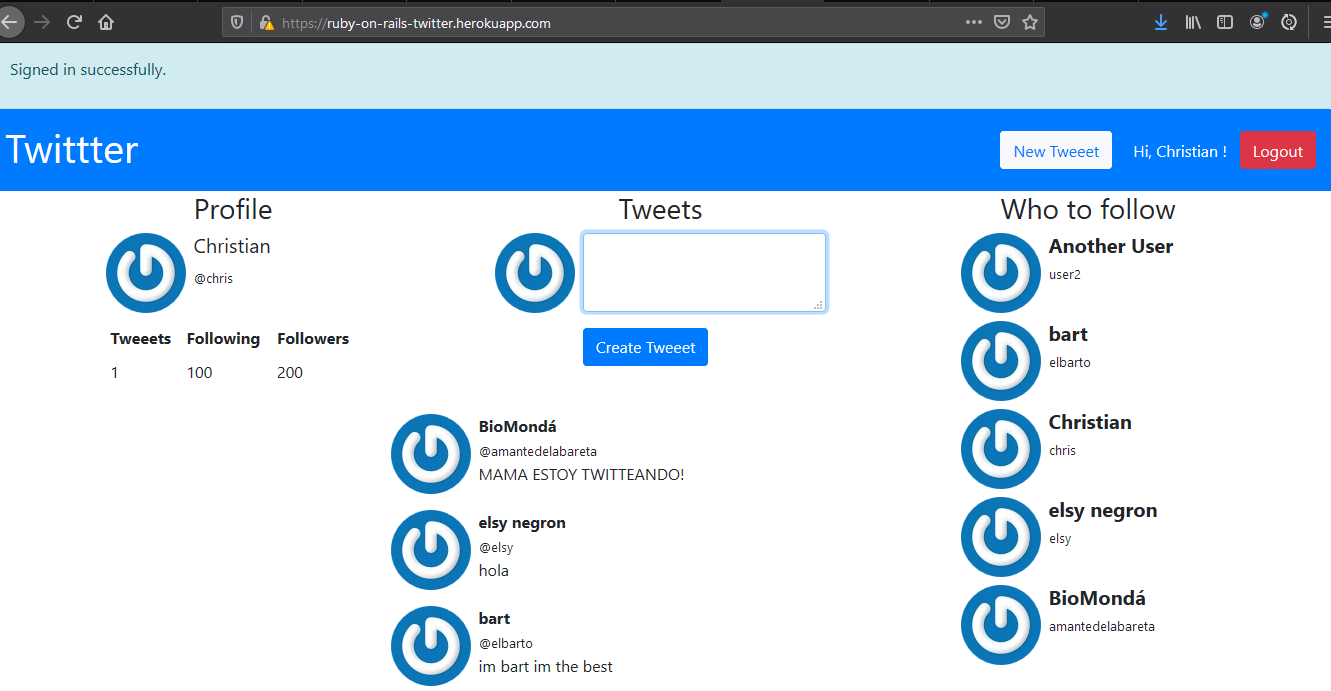 https://ruby-on-rails-twitter.herokuapp.com
Signed in successfully.
Twittter
New Tweeet
Hi, Christian !
Logout
Profile
Christian
@chris
Tweeets Following Followers
1 100 200
Tweets
Create Tweeet
BioMondá
@amantedelabareta
MAMA ESTOY TWITTEANDO!
elsy negron
@elsy
hola
bart
@elbarto
im bart im the best
Who to follow
Another User
user2
bart
elbarto
Christian
chris
elsy negron
elsy
BioMondá
amantedelabareta